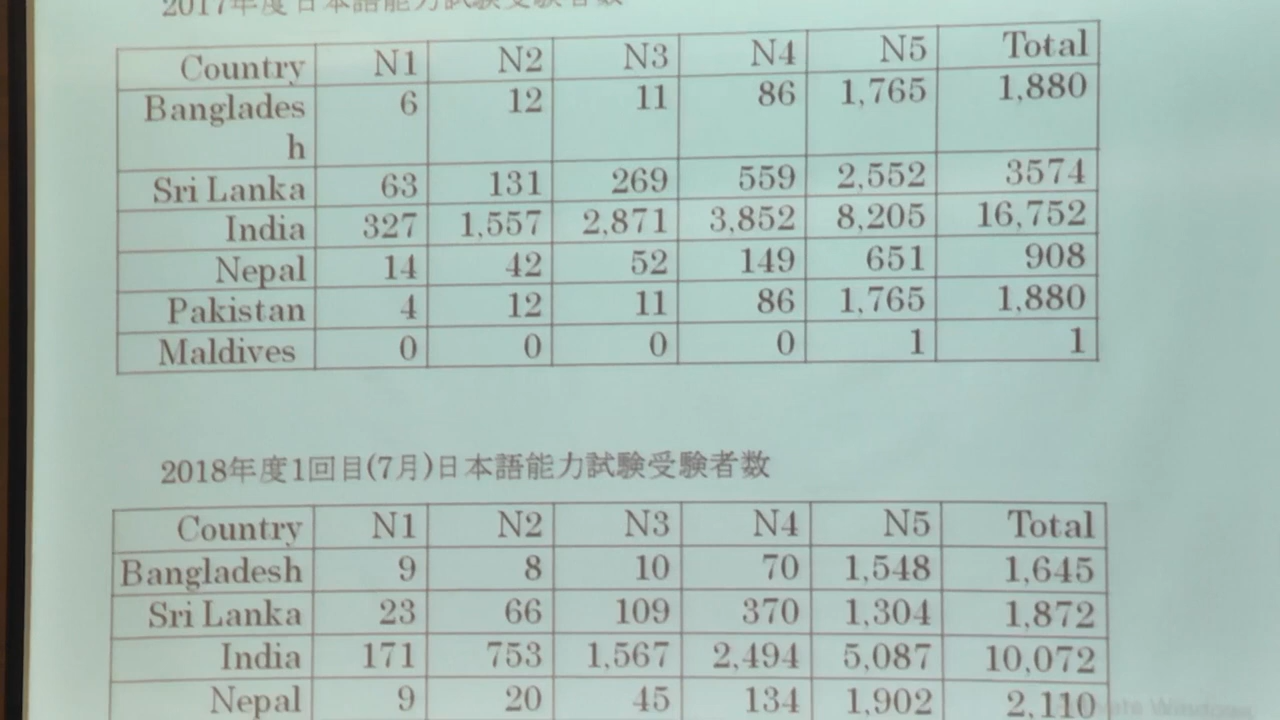 2017年度日本語能力試験受験者数
Country N1 N2 N3 N4 N5 Total
Banglades 6 12 11 86 1,765 1,880
h
Sri Lanka 63 131 269 559 2,552 3574
India 327 1,557 2,871 3,852 8,205 16,752
Nepal 14 42 52 149 651 908
Pakistan 4 12 11 86 1,765 1,880
Maldives 0 0 0 0 1 1
2018年度1回目(7月)日本語能力試験受験者数
Country N1 N2 N3 N4 N5 Total
Bangladesh 9 8 10 70 1,548 1,645
Sri Lanka 23 66 109 370 1,304 1,872
India 171 753 1,567 2,494 5,087 10,072
Nepal 9 20 45 134 1,902 2,110
Activate Windows